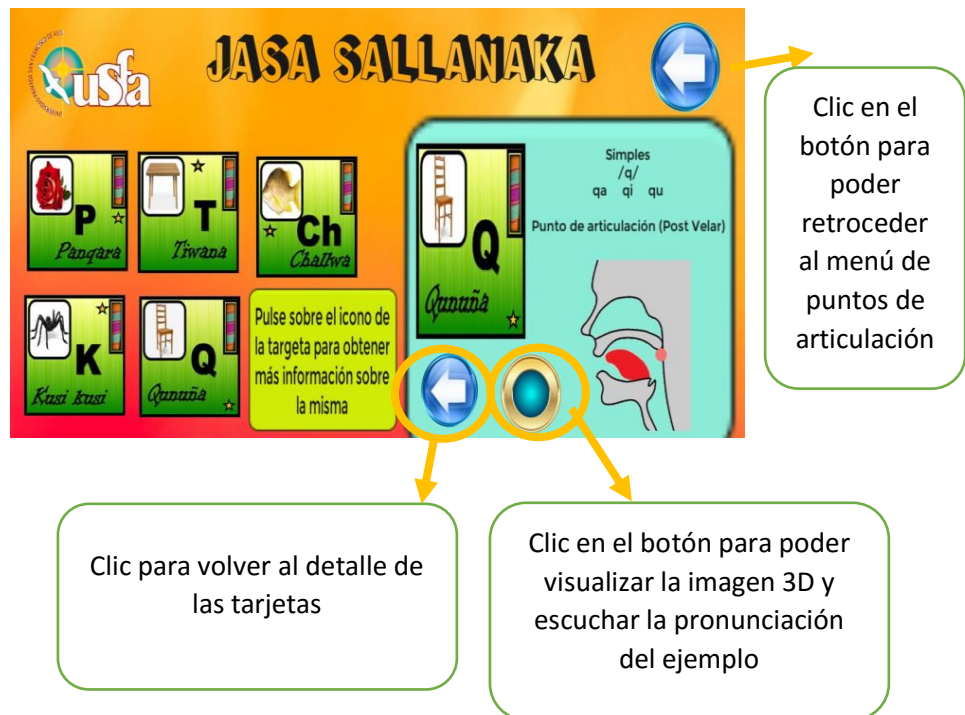 usfa
JASA SALLANAKA
P
Panqara
T
Tiwana
Ch
Challwa
K
Kusi kusi
Q
Qunuña
Pulse sobre el icono de
la targeta para obtener
más información sobre
la misma
Q
Qunuña
Simples
/q/
qa qi qu
Punto de articulación (Post Velar)
Clic en el
botón para
poder
retroceder
al menú de
puntos de
articulación
Clic para volver al detalle de
las tarjetas
Clic en el botón para poder
visualizar la imagen 3D y
escuchar la pronunciación
del ejemplo